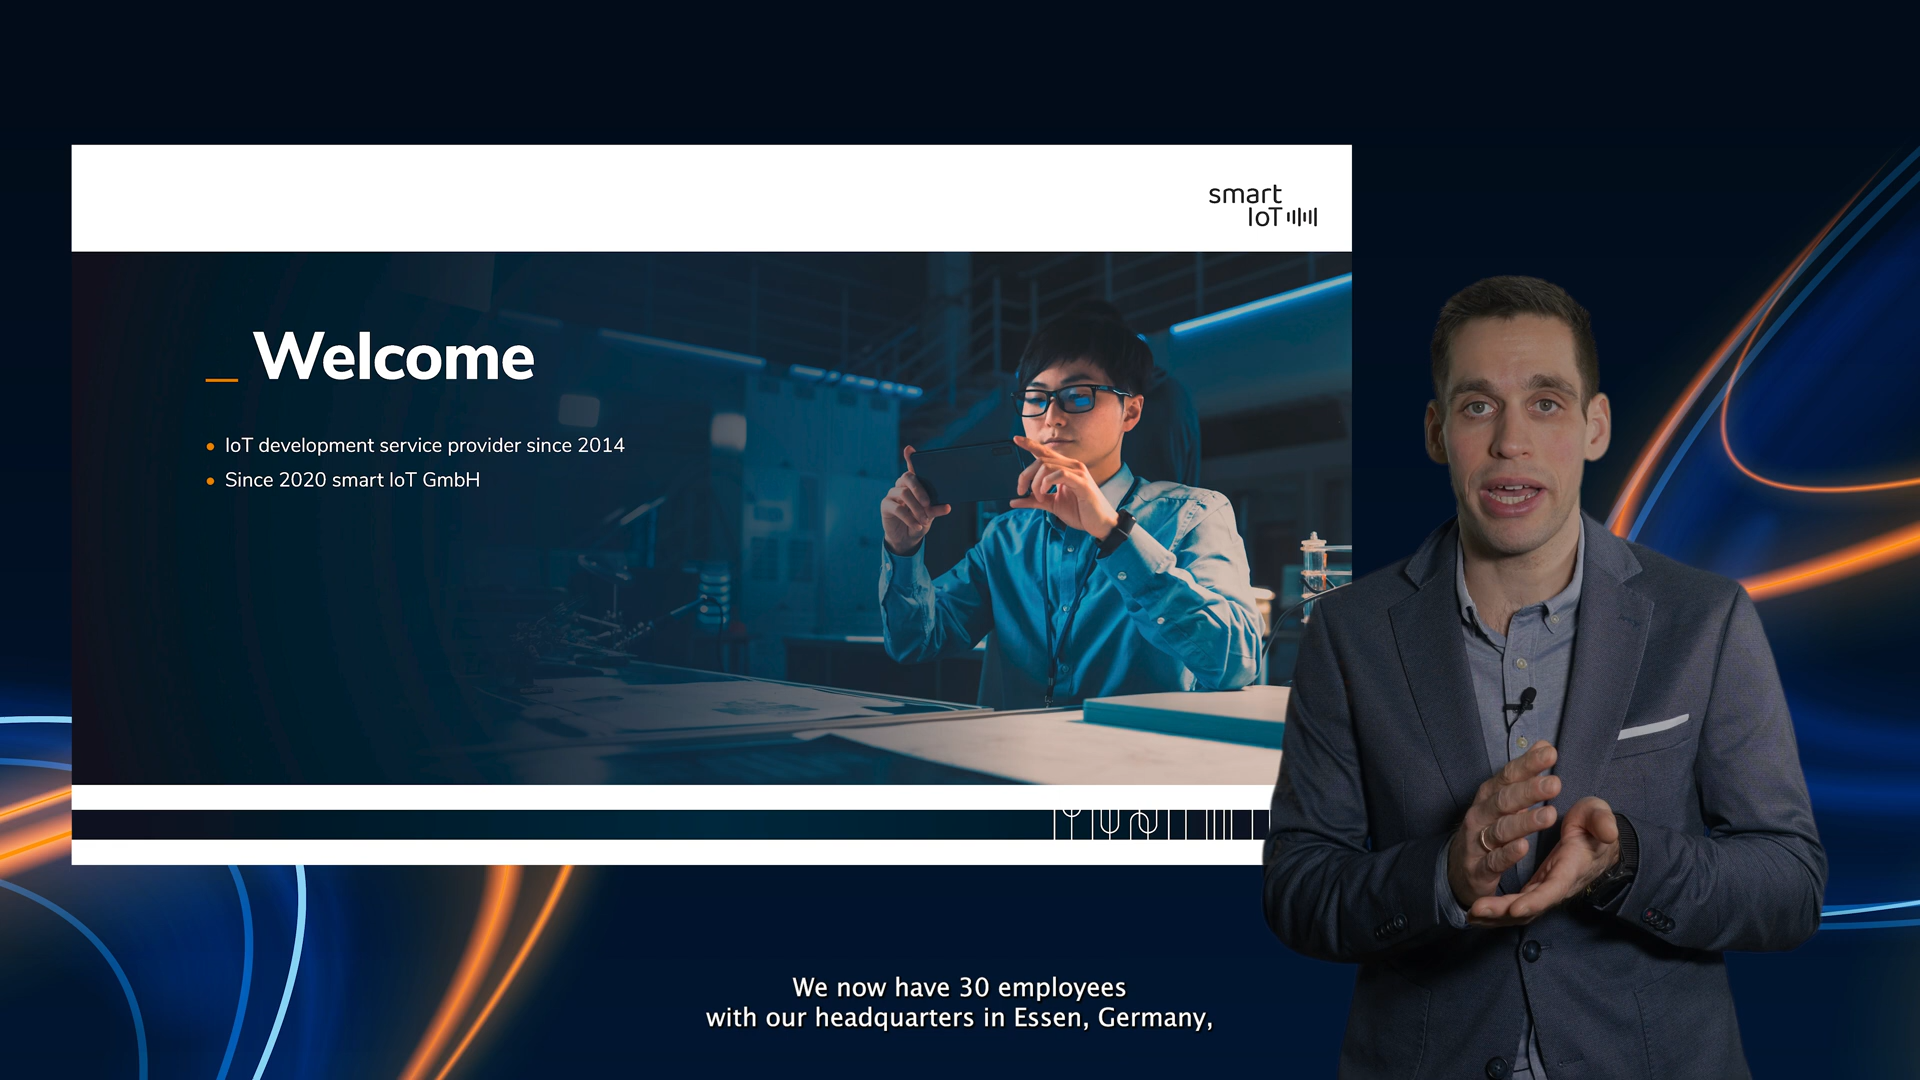 smart
IoT
Welcome
IoT development service provider since 2014
Since 2020 smart IoT GmbH
We now have 30 employees
with our headquarters in Essen, Germany,